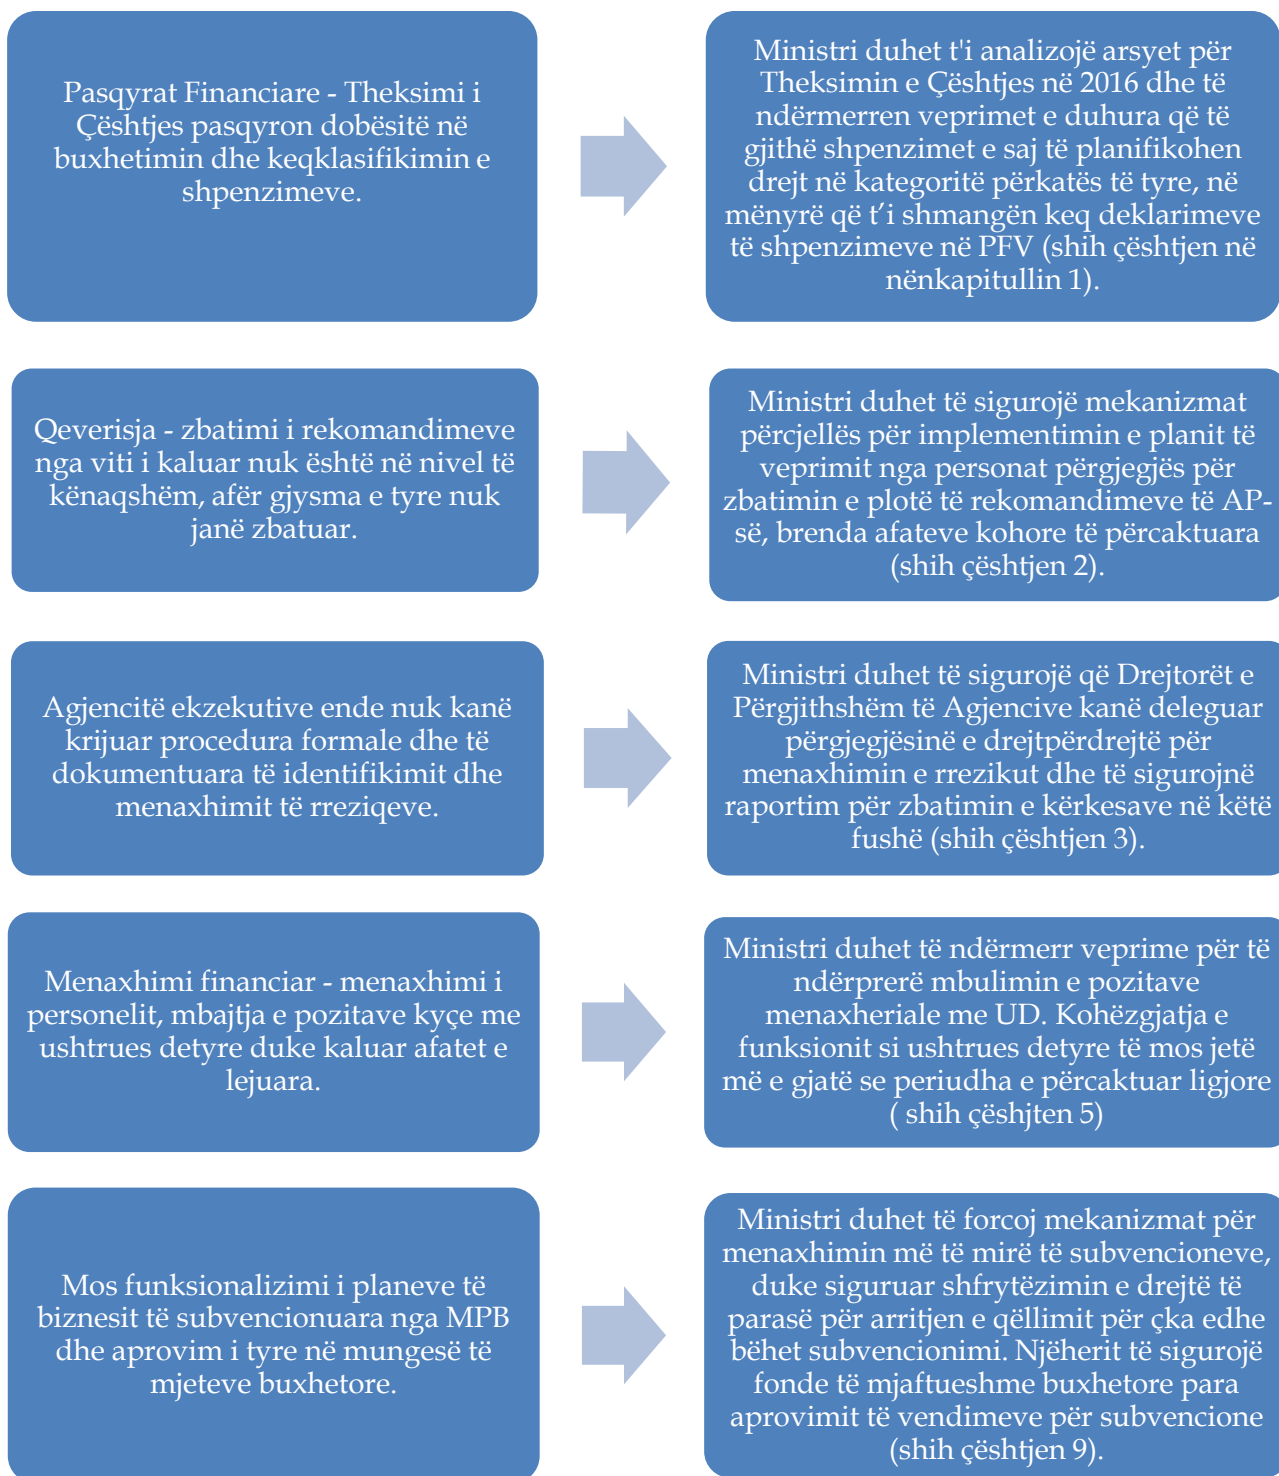 Pasqyrat Financiare - Theksimi i
Çështjes pasqyron dobësitë në
buxhetimin dhe keqklasifikimin e
shpenzimeve.
Ministri duhet t'i analizojë arsyet për
Theksimin e Çështjes në 2016 dhe të
ndërmerren veprimet e duhura që të
gjithë shpenzimet e saj të planifikohen
drejt në kategoritë përkatës të tyre, në
mënyrë që t’i shmangën keq deklarimeve
të shpenzimeve në PFV (shih çështjen në
nënkapitullin 1).
Qeverisja - zbatimi i rekomandimeve
nga viti i kaluar nuk është në nivel të
kënaqshëm, afër gjysma e tyre nuk
janë zbatuar.
Ministri duhet të sigurojë mekanizmat
përcjellës për implementimin e planit të
veprimit nga personat përgjegjës për
zbatimin e plotë të rekomandimeve të AP-
së, brenda afateve kohore të përcaktuara
(shih çështjen 2).
Agjencitë ekzekutive ende nuk kanë
krijuar procedura formale dhe të
dokumentuara të identifikimit dhe
menaxhimit të rreziqeve.
Ministri duhet të sigurojë që Drejtorët e
Përgjithshëm të Agjencive kanë deleguar
përgjegjësinë e drejtpërdrejtë për
menaxhimin e rrezikut dhe të sigurojnë
raportim për zbatimin e kërkesave në këtë
fushë (shih çështjen 3).
Menaxhimi financiar - menaxhimi i
personelit, mbajtja e pozitave kyçe me
ushtrues detyre duke kaluar afatet e
lejuara.
Ministri duhet të ndërmerr veprime për të
ndërprerë mbulimin e pozitave
menaxheriale me UD. Kohëzgjatja e
funksionit si ushtrues detyre të mos jetë
më e gjatë se periudha e përcaktuar ligjore
( shih çëshjten 5)
Mos funksionalizimi i planeve të
biznesit të subvencionuara nga MPB
dhe aprovim i tyre në mungesë të
mjeteve buxhetore.
Ministri duhet të forcoj mekanizmat për
menaxhimin më të mirë të subvencioneve,
duke siguruar shfrytëzimin e drejtë të
parasë për arritjen e qëllimit për çka edhe
bëhet subvencionimi. Njëherit të sigurojë
fonde të mjaftueshme buxhetore para
aprovimit të vendimeve për subvencione
(shih çështjen 9).